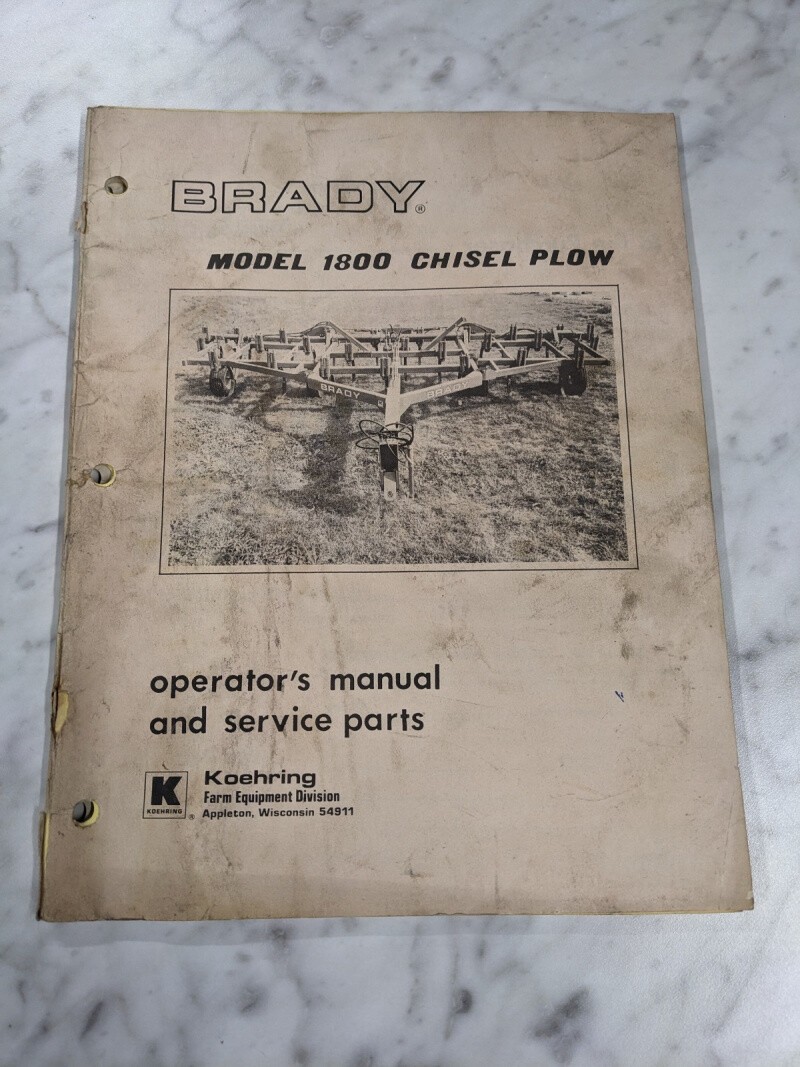 BRADY®
MODEL 1800 CHISEL PLOW
BRADY
BRADY
operator's manual
and service parts
K
KOEHRING
®
Koehring
Farm Equipment Division
Appleton, Wisconsin 54911